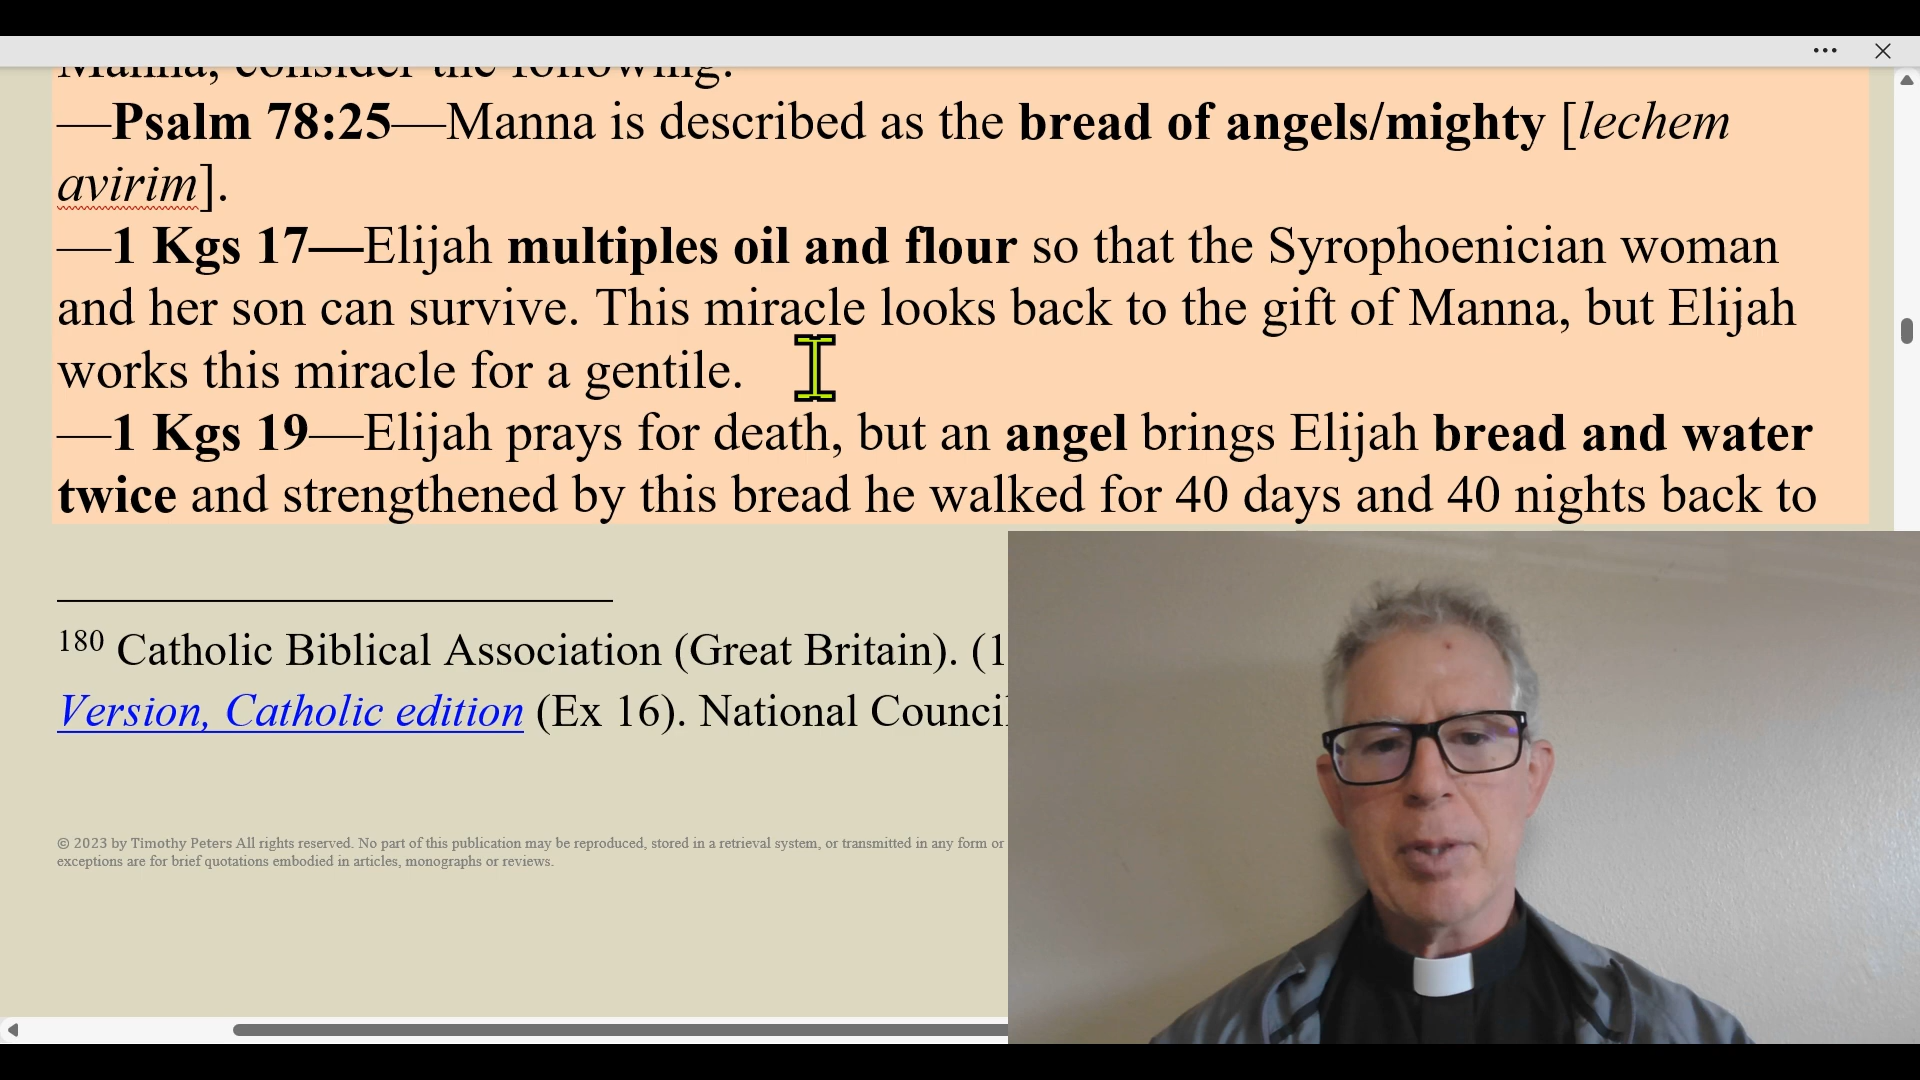 Manna, consider the following:
—Psalm 78:25—Manna is described as the bread of angels/mighty [lechem
avirim].
—1 Kgs 17—Elijah multiples oil and flour so that the Syrophoenician woman
and her son can survive. This miracle looks back to the gift of Manna, but Elijah
works this miracle for a gentile.
—1 Kgs 19—Elijah prays for death, but an angel brings Elijah bread and water
twice and strengthened by this bread he walked for 40 days and 40 nights back to
180 Catholic Biblical Association (Great Britain). (1
Version, Catholic edition (Ex 16). National Council
© 2023 by Timothy Peters All rights reserved. No part of this publication may be reproduced, stored in a retrieval system, or transmitted in any form or
exceptions are for brief quotations embodied in articles, monographs or reviews.